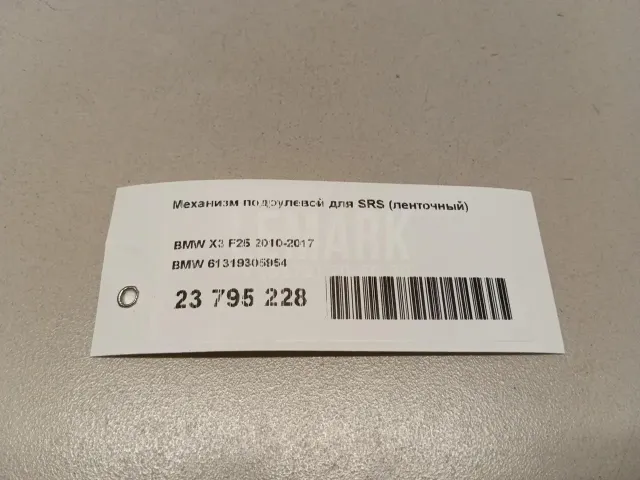 Механизм подрулевой для SRS (ленточный)
BMW X3 F25 2010-2017
BMW 61319306954
23 795 228